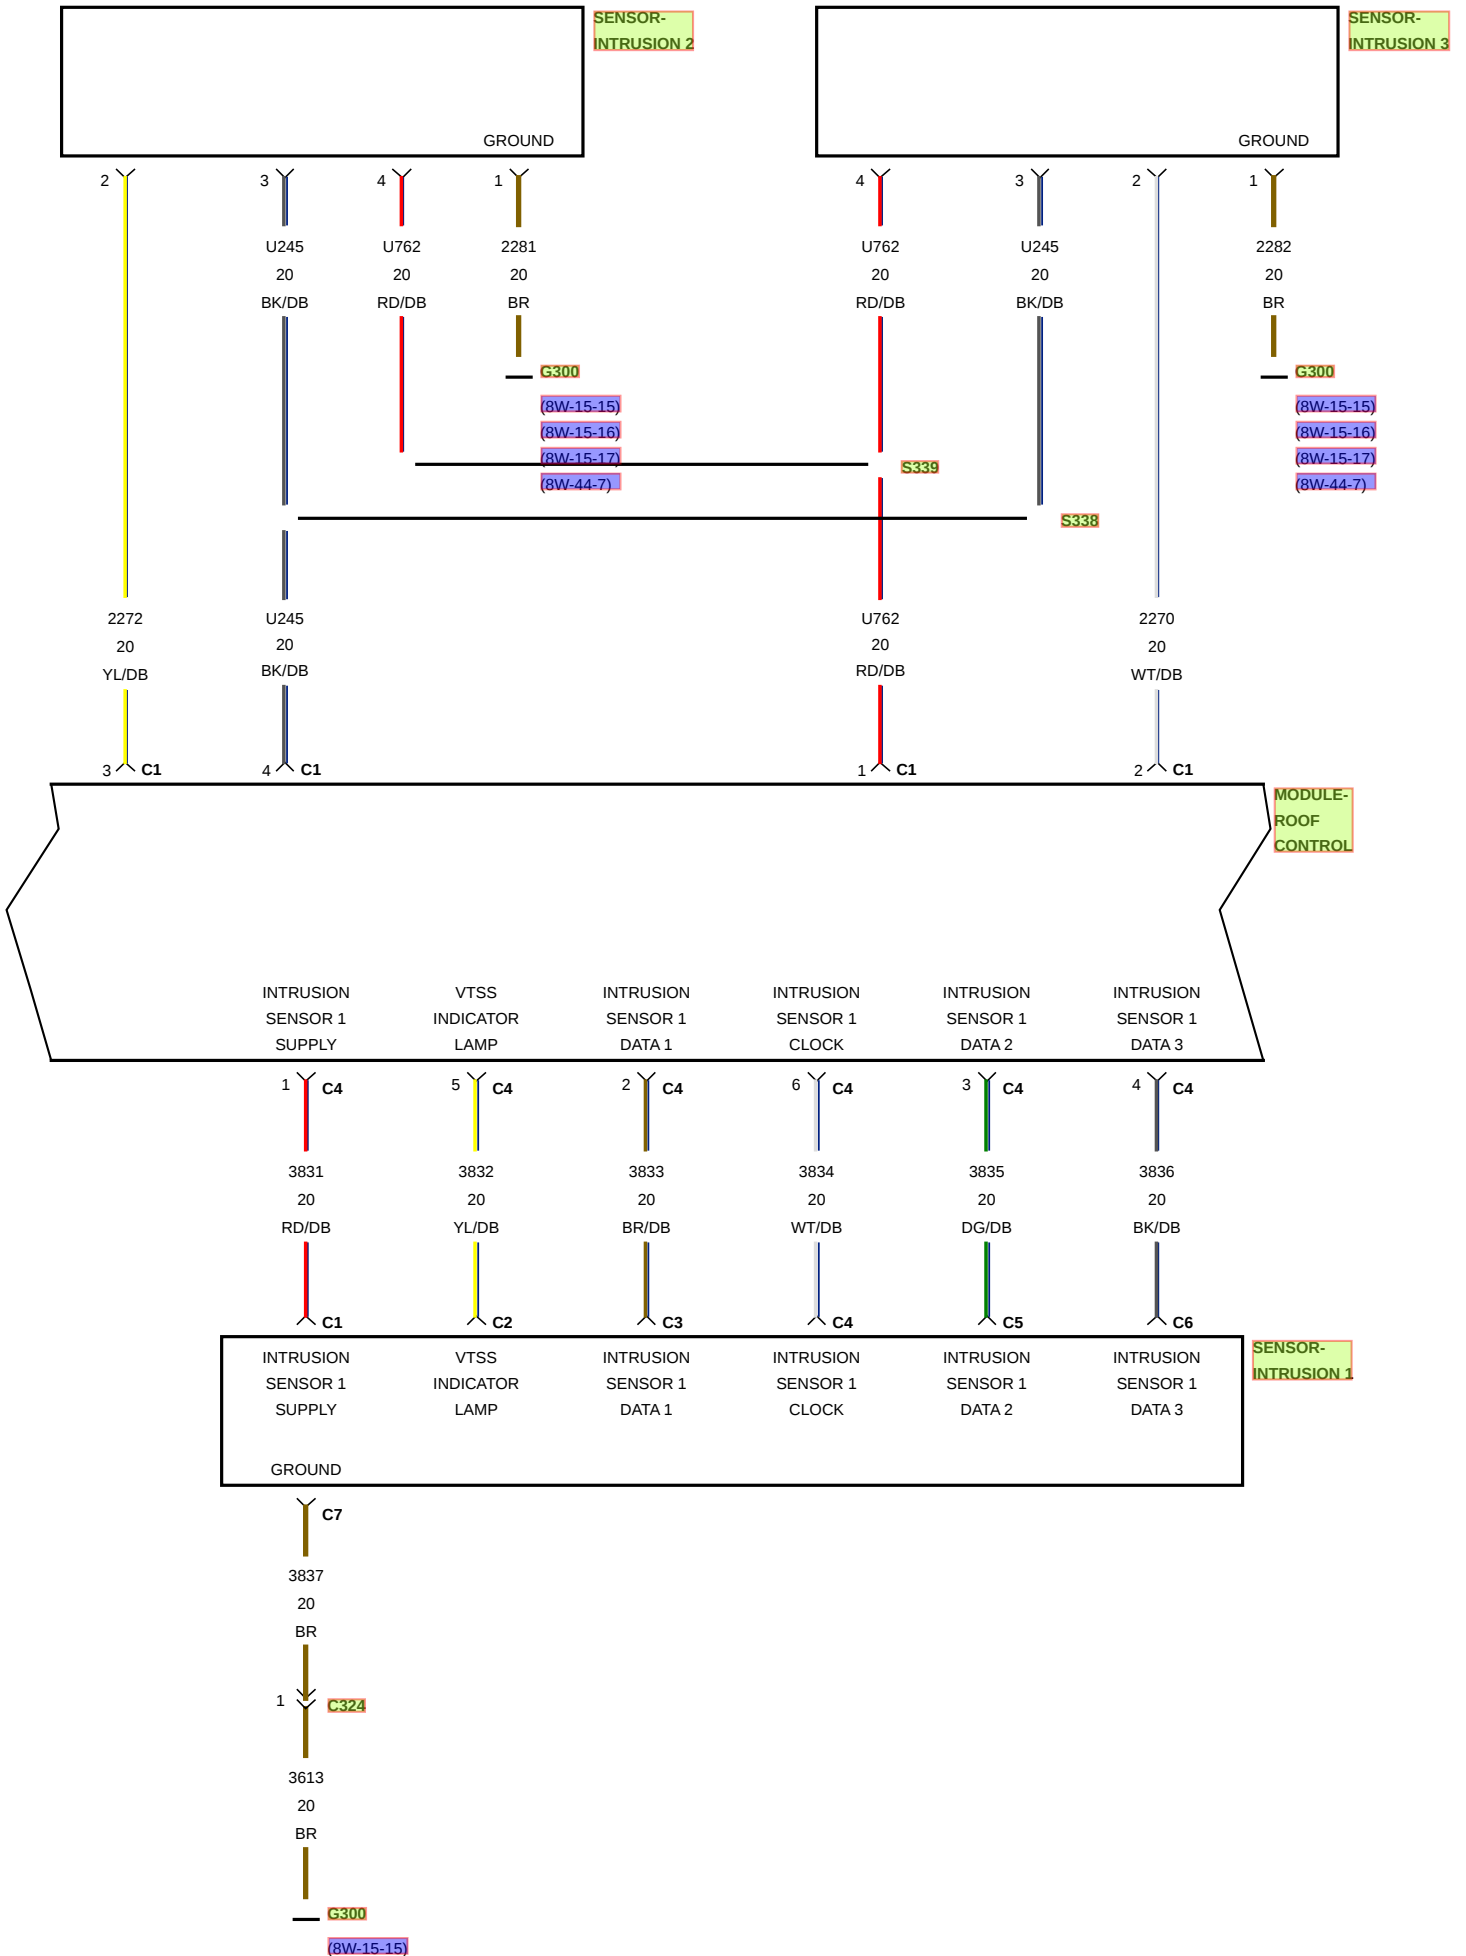 SENSOR-
INTRUSION 2
SENSOR-
INTRUSION 3
GROUND
GROUND
2
3
4
1
4
3
2
1
U245
20
BK/DB
U762
20
RD/DB
2281
20
BR
U762
20
RD/DB
U245
20
BK/DB
2282
20
BR
G300
(8W-15-15)
(8W-15-16)
(8W-15-17)
(8W-44-7)
G300
(8W-15-15)
(8W-15-16)
(8W-15-17)
(8W-44-7)
S339
S338
2272
20
YL/DB
U245
20
BK/DB
U762
20
RD/DB
2270
20
WT/DB
3 C1
4 C1
1 C1
2 C1
MODULE-
ROOF
CONTROL
INTRUSION
SENSOR 1
SUPPLY
VTSS
INDICATOR
LAMP
INTRUSION
SENSOR 1
DATA 1
INTRUSION
SENSOR 1
CLOCK
INTRUSION
SENSOR 1
DATA 2
INTRUSION
SENSOR 1
DATA 3
1 C4
5 C4
2 C4
6 C4
3 C4
4 C4
3831
20
RD/DB
3832
20
YL/DB
3833
20
BR/DB
3834
20
WT/DB
3835
20
DG/DB
3836
20
BK/DB
C1
C2
C3
C4
C5
C6
SENSOR-
INTRUSION 1
INTRUSION
SENSOR 1
SUPPLY
VTSS
INDICATOR
LAMP
INTRUSION
SENSOR 1
DATA 1
INTRUSION
SENSOR 1
CLOCK
INTRUSION
SENSOR 1
DATA 2
INTRUSION
SENSOR 1
DATA 3
GROUND
C7
3837
20
BR
1
C324
3613
20
BR
G300
(8W-15-15)